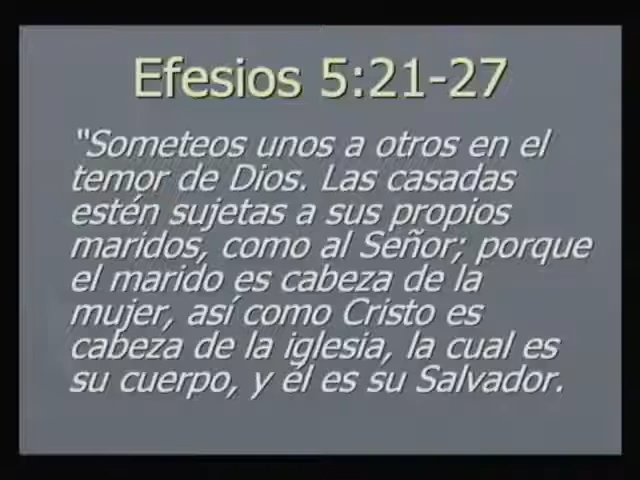 Efesios 5:21-27
"Someteos unos a otros en el
temor de Dios. Las casadas
estén sujetas a sus propios
maridos, como al Señor; porque
el marido es cabeza de la
mujer, así como Cristo es
cabeza de la iglesia, la cual es
su cuerpo, y él es su Salvador.